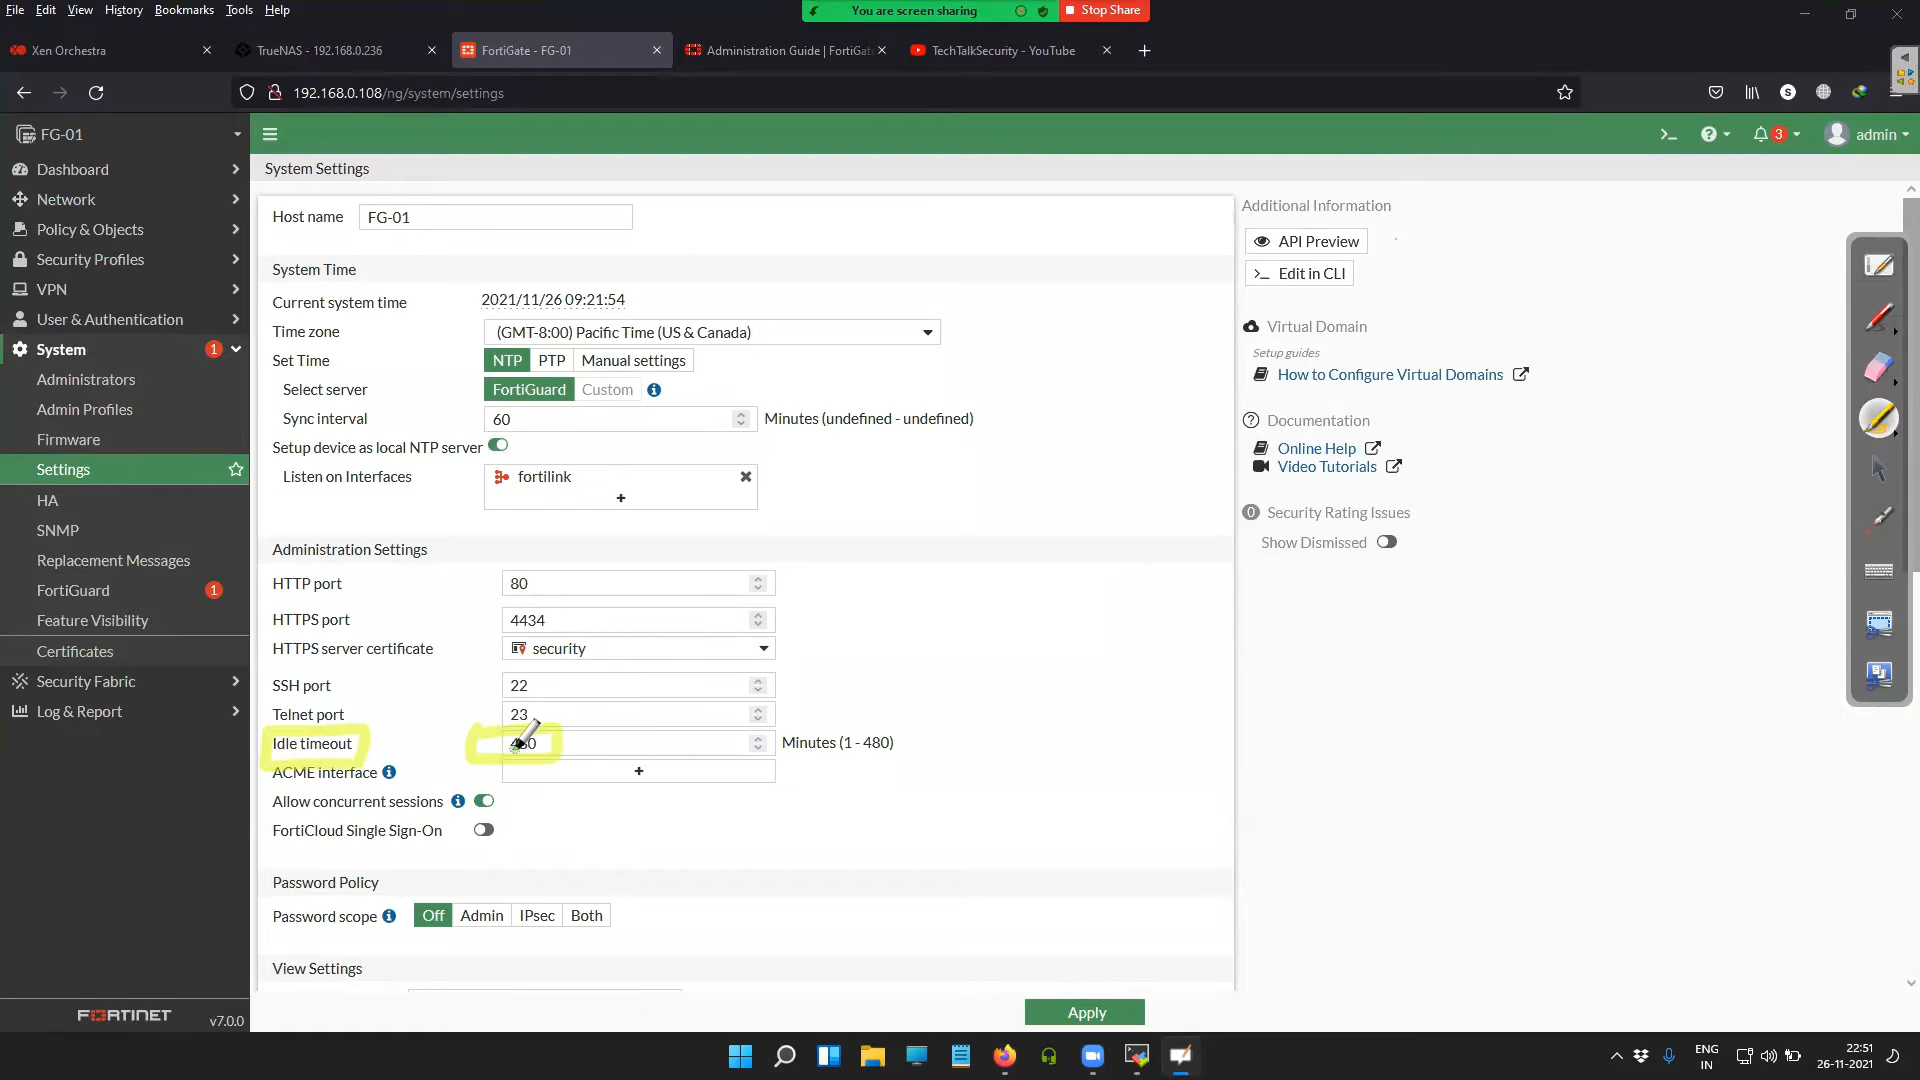 File Edit View History Bookmarks Tools Help
You are screen sharing Stop Share
Xen Orchestra
TrueNAS - 192.168.0.236
FortiGate - FG-01
Administration Guide | FortiGat
TechTalkSecurity - YouTube
192.168.0.108/ng/system/settings
FG-01
3 admin
Dashboard
Network
Policy & Objects
Security Profiles
VPN
User & Authentication
System 1
Administrators
Admin Profiles
Firmware
Settings
HA
SNMP
Replacement Messages
FortiGuard 1
Feature Visibility
Certificates
Security Fabric
Log & Report
FORTINET v7.0.0
System Settings
Host name FG-01
System Time
Current system time 2021/11/26 09:21:54
Time zone (GMT-8:00) Pacific Time (US & Canada)
Set Time NTP PTP Manual settings
Select server FortiGuard Custom
Sync interval 60 Minutes (undefined - undefined)
Setup device as local NTP server
Listen on Interfaces fortilink
+
Administration Settings
HTTP port 80
HTTPS port 4434
HTTPS server certificate security
SSH port 22
Telnet port 23
Idle timeout Minutes (1 - 480)
ACME interface +
Allow concurrent sessions
FortiCloud Single Sign-On
Password Policy
Password scope Off Admin IPsec Both
View Settings
Apply
Additional Information
API Preview
>_ Edit in CLI
Virtual Domain
Setup guides
How to Configure Virtual Domains
Documentation
Online Help
Video Tutorials
0 Security Rating Issues
Show Dismissed
ENG
IN
22:51
26-11-2021